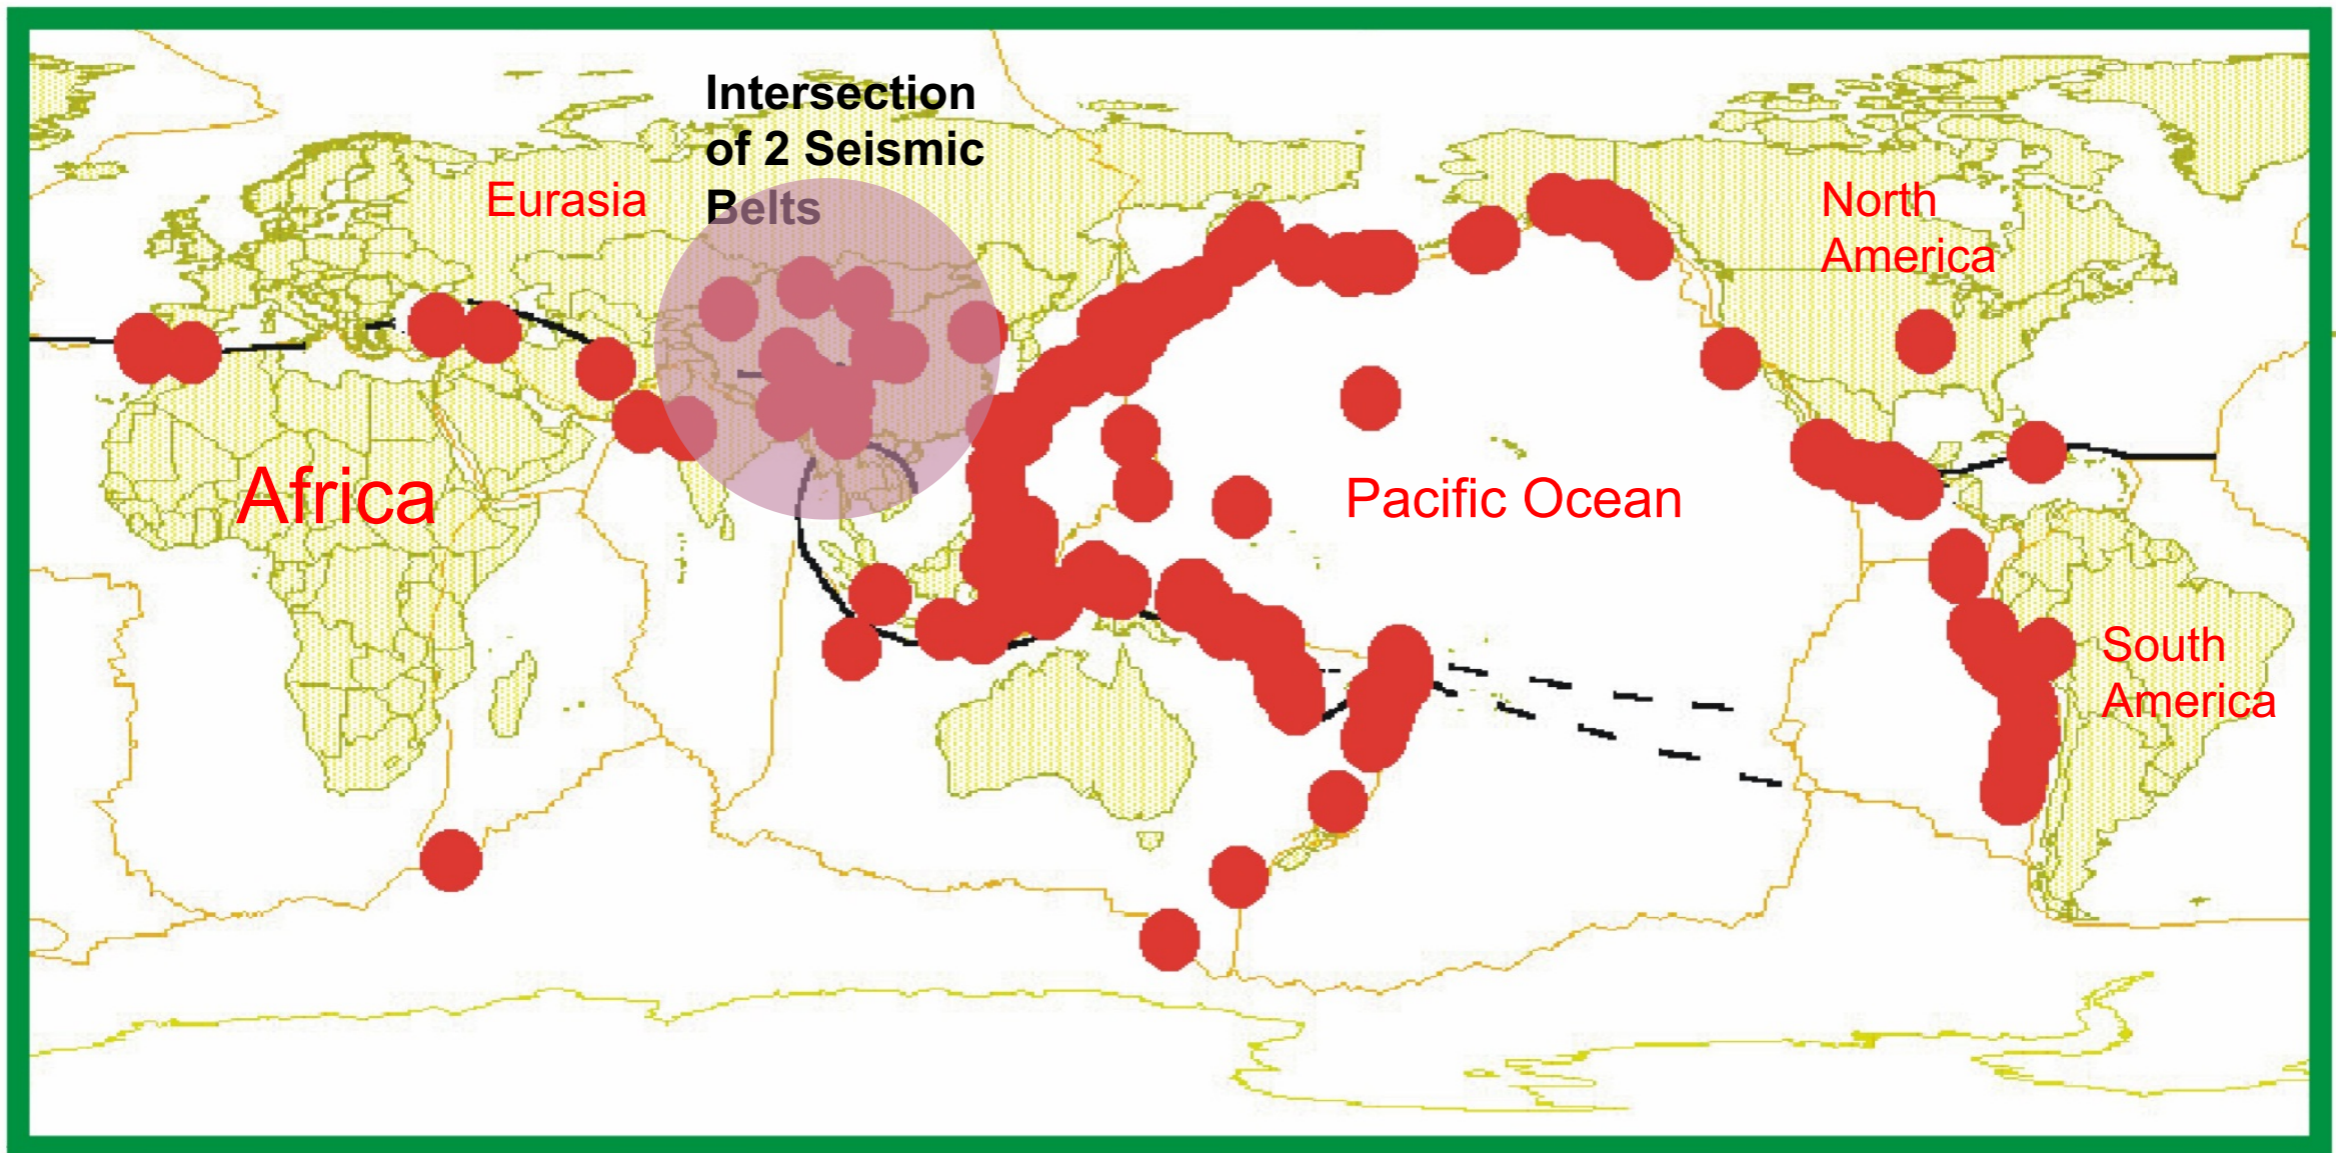 Intersection
of 2 Seismic
Belts
Eurasia
North
America
Africa
Pacific Ocean
South
America